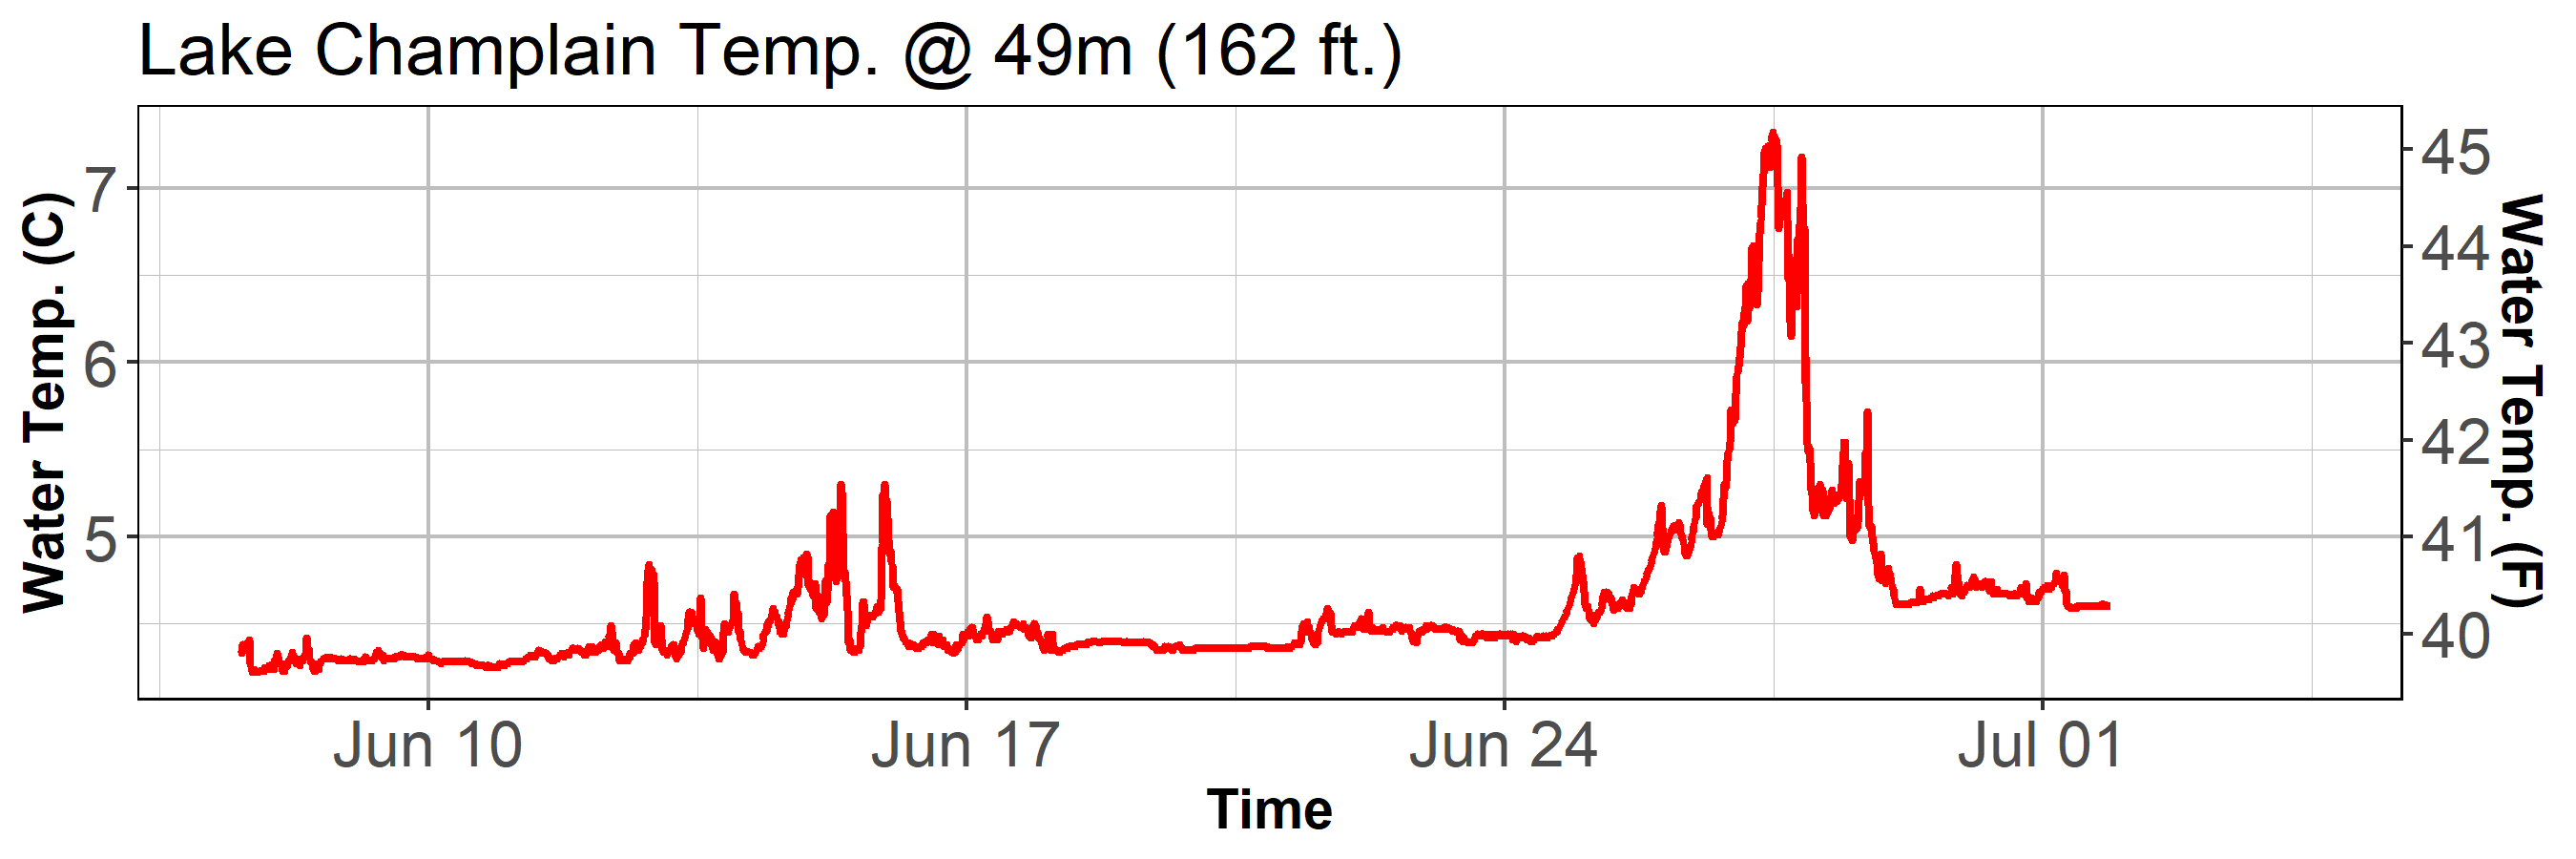 Lake Champlain Temp. @ 49m (162 ft.)
Water Temp. (C)
7
6
5
45
44
43
42
41
40
Water Temp. (F)
Jun 10 Jun 17 Jun 24 Jul 01
Time